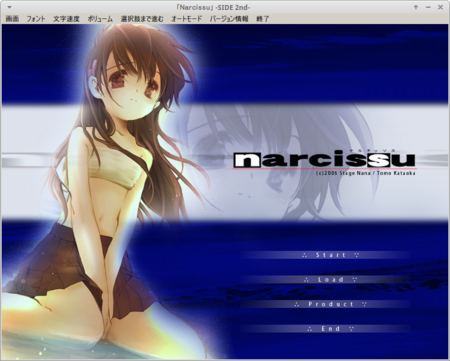 「Narcissu」 -SIDE 2nd-
画面 フォント 文字速度 ボリューム 選択肢まで進む オートモード バージョン情報 終了
ナルキッソス
narcissu
(c)2005 Stage Nana / Tomo Kataoka
∴ Start ∵
∴ Load ∵
∴ Product ∵
∴ End ∵